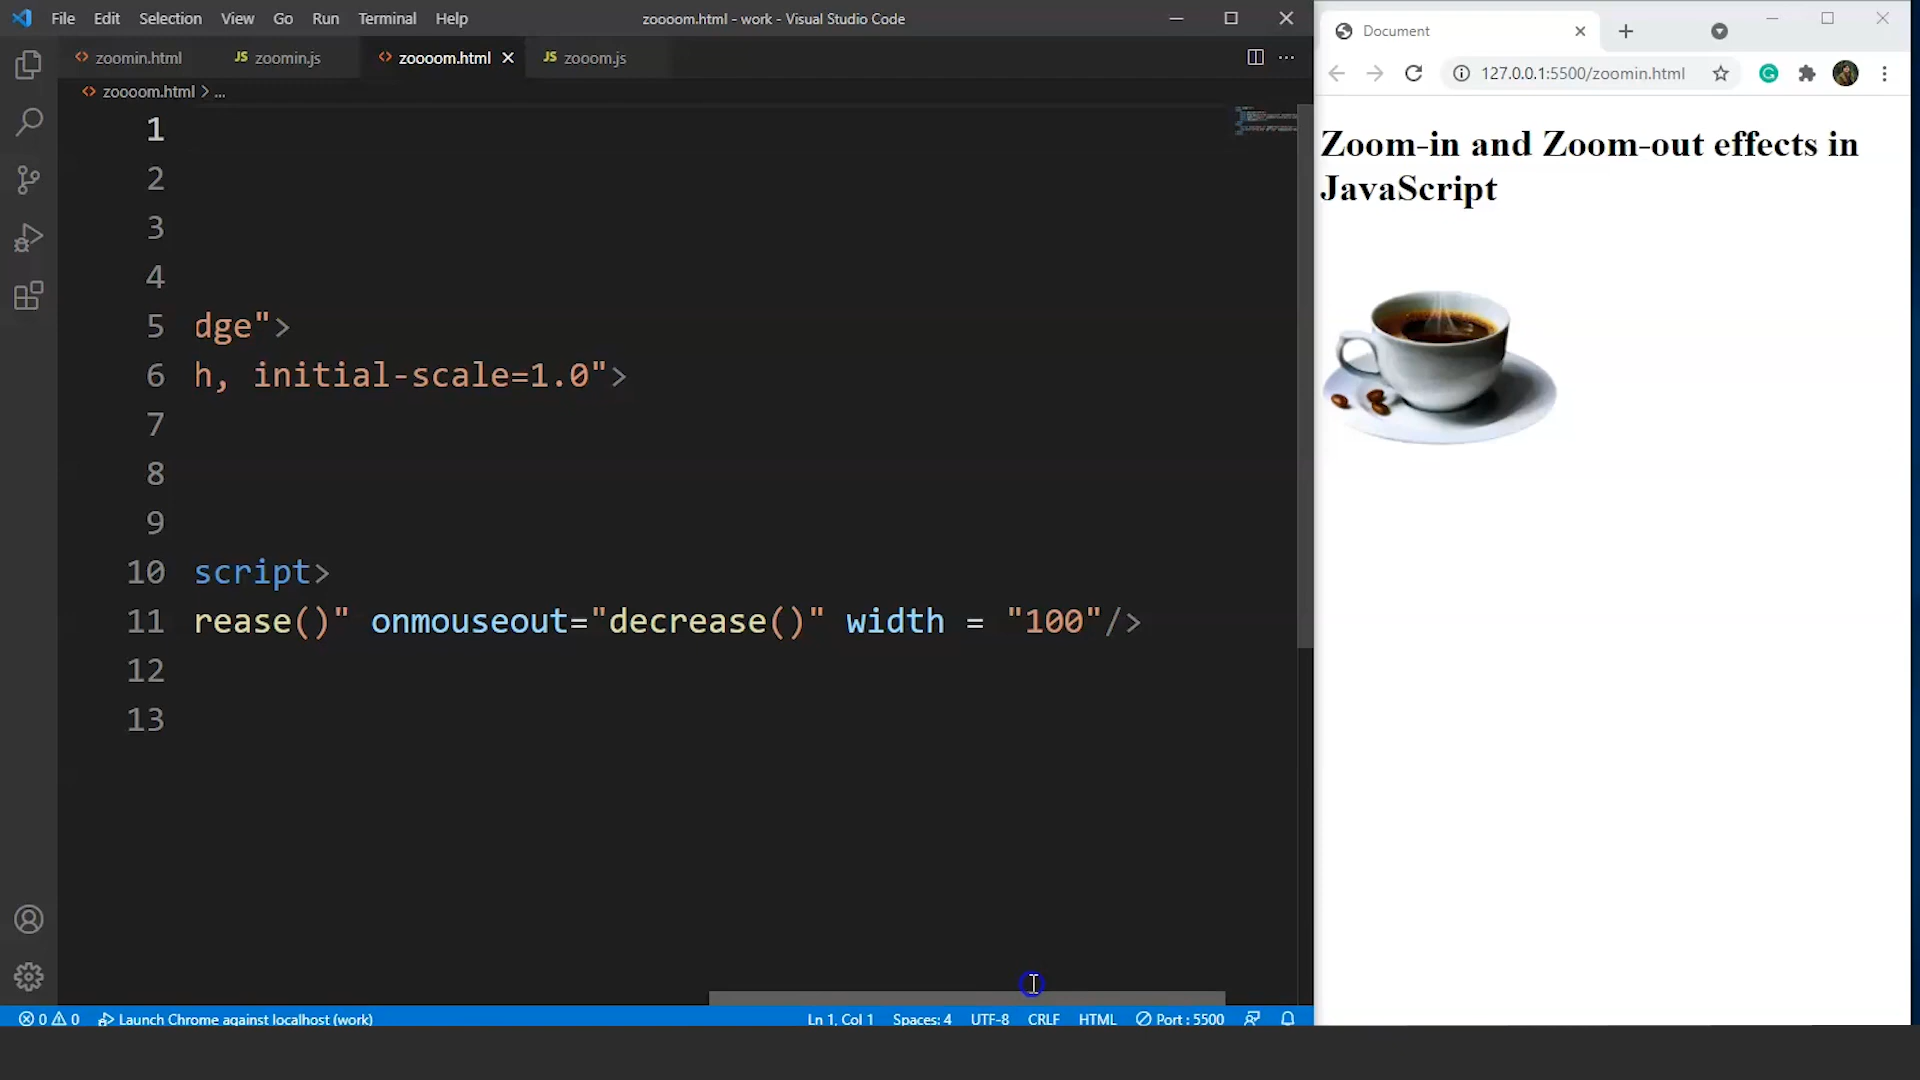 File Edit Selection View Go Run Terminal Help
zoooom.html - work - Visual Studio Code
zoomin.html
JS zoomin.js
zoooom.html
JS zooom.js
zoooom.html > ...
1
2
3
4
5 dge">
6 h, initial-scale=1.0">
7
8
9
10 script>
11 rease()" onmouseout="decrease()" width = "100"/>
12
13
0 0 Launch Chrome against localhost (work)
Ln 1, Col 1 Spaces: 4 UTF-8 CRLF HTML Port : 5500
Document
127.0.0.1:5500/zoomin.html
Zoom-in and Zoom-out effects in
JavaScript